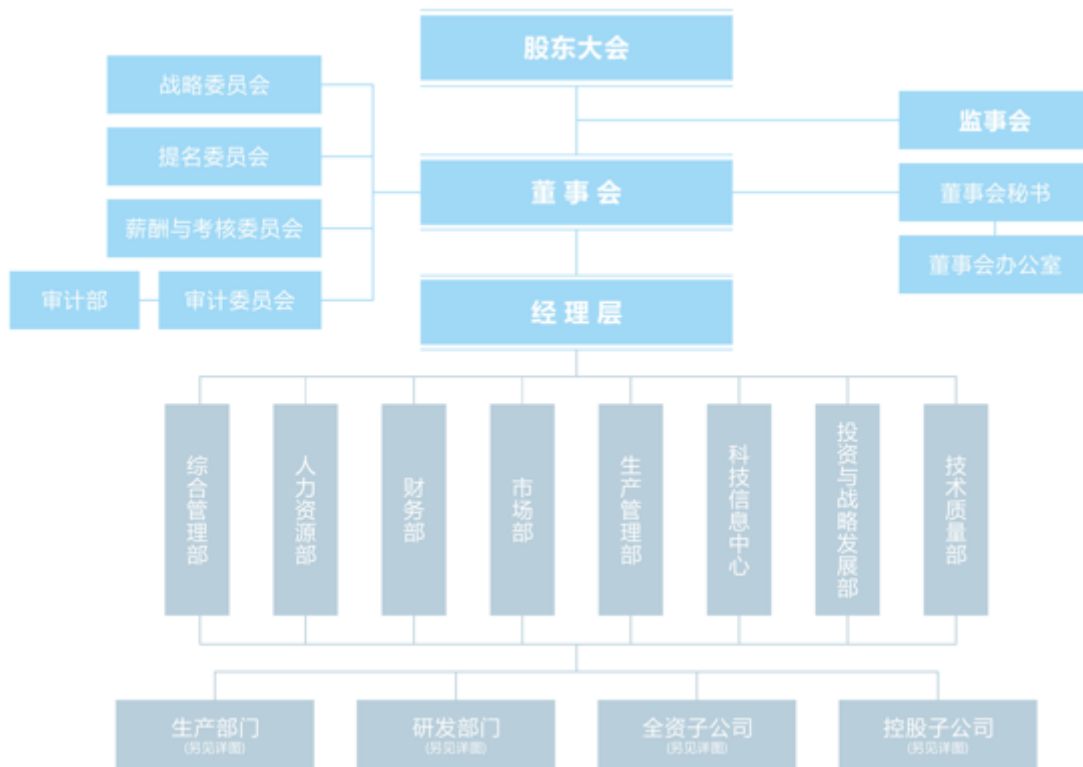 股东大会
战略委员会
监事会
提名委员会
董事会
董事会秘书
薪酬与考核委员会
董事会办公室
审计部
审计委员会
经理层
综合管理部
人力资源部
财务部
市场部
生产管理部
科技信息中心
投资与战略发展部
技术质量部
生产部门
(另见详图)
研发部门
(另见详图)
全资子公司
(另见详图)
控股子公司
(另见详图)